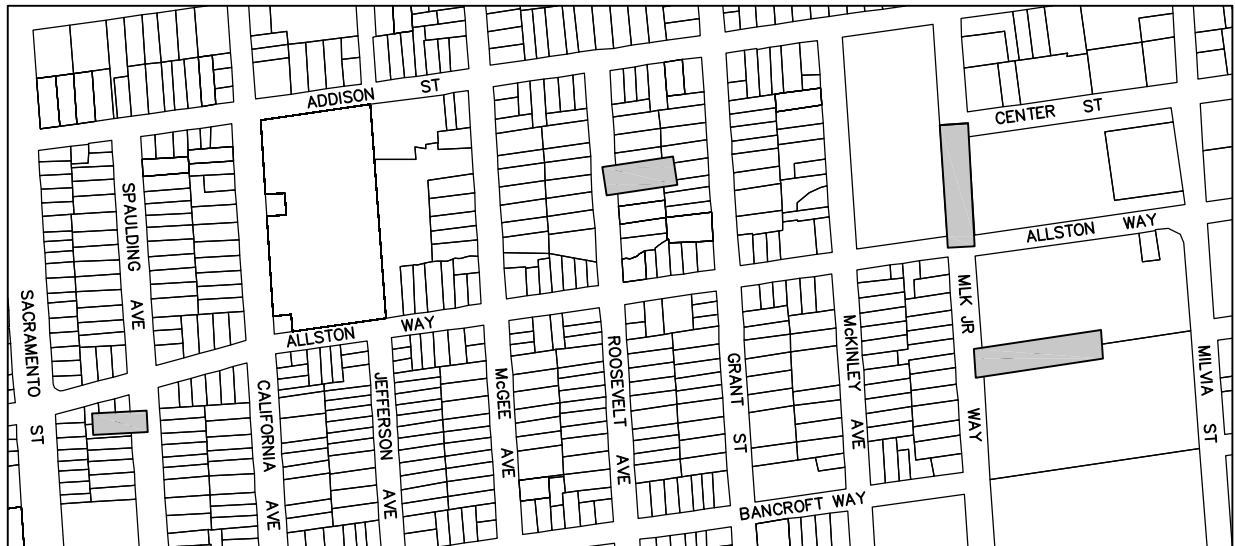 ADDISON ST
CENTER ST
SPAULDING AVE
ALLSTON WAY
SACRAMENTO ST
MLK JR WAY
ALLSTON WAY
ROOSEVELT AVE
McKINLEY AVE
GRANT ST
MILVIA ST
McGEE AVE
JEFFERSON AVE
CALIFORNIA AVE
BANCROFT WAY